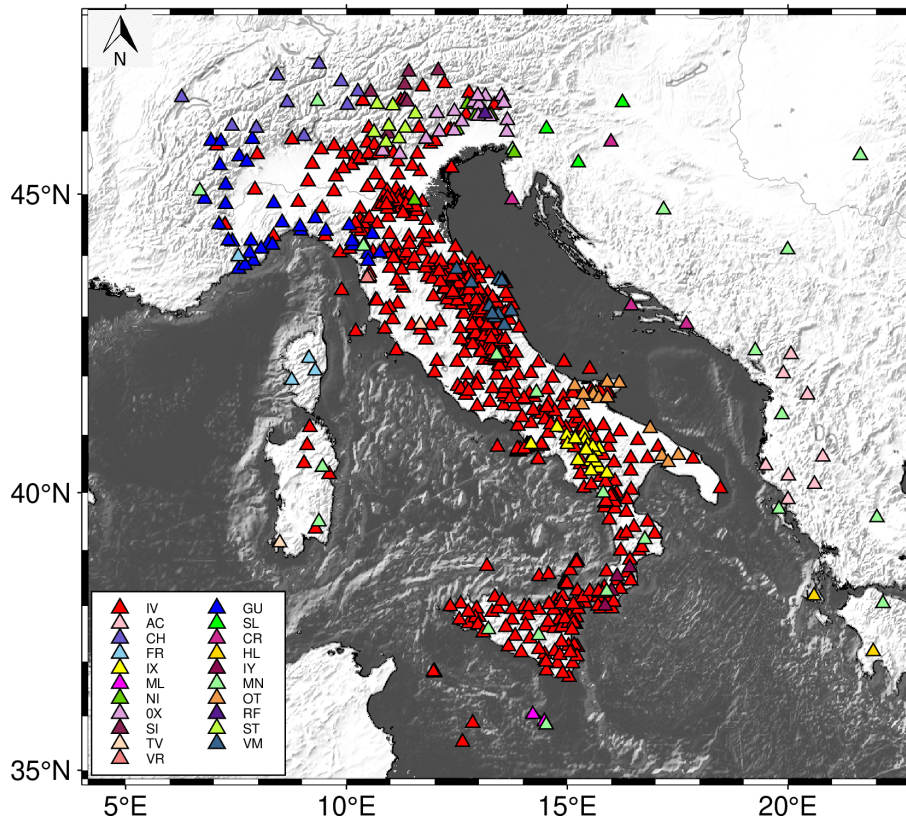 N
45°N
40°N
35°N
IV GU
AC SL
CH CR
FR HL
IX IY
ML MN
NI OT
0X RF
SI ST
TV VM
VR
5°E 10°E 15°E 20°E